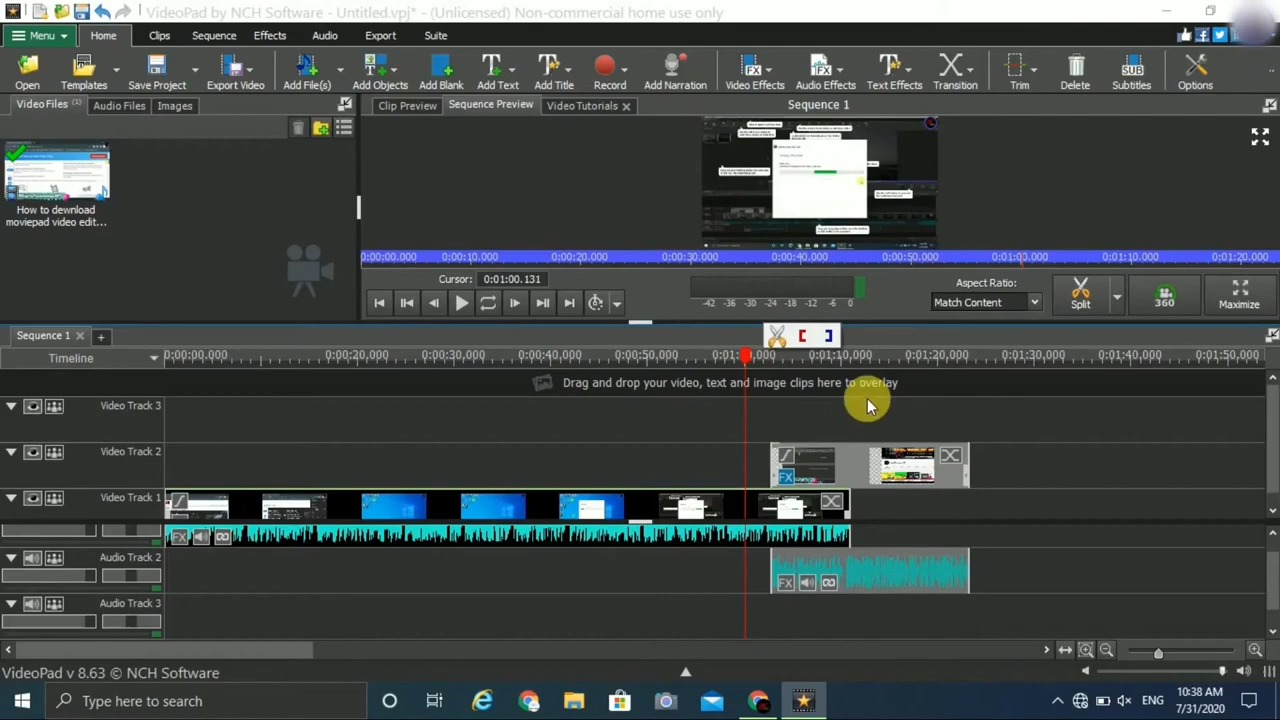 VideoPad by NCH Software - Untitled.vpj* - (Unlicensed) Non-commercial home use only
Menu Home Clips Sequence Effects Audio Export Suite
Open Templates Save Project Export Video Add File(s) Add Objects Add Blank Add Text Add Title Record Add Narration Video Effects Audio Effects Text Effects Transition Trim Delete Subtitles Options
Video Files (1) Audio Files Images Clip Preview Sequence Preview Video Tutorials Sequence 1
How to dewnload
moviepad video edit...
0:00:00.000 0:00:10.000 0:00:20.000 0:00:30.000 0:00:40.000 0:00:50.000 0:01:00.000 0:01:10.000 0:01:20.000
Cursor: 0:01:00.131
-42 -36 -30 -24 -18 -12 -6 0
Aspect Ratio:
Match Content
Split 360 Maximize
Sequence 1
Timeline 0:00:00,000 0:00:20,000 0:00:30,000 0:00:40,000 0:00:50,000 0:01:10,000 0:01:20,000 0:01:30,000 0:01:40,000 0:01:50,000
Drag and drop your video, text and image clips here to overlay
Video Track 3
Video Track 2
FX
Video Track 1
FX
Audio Track 2
FX
Audio Track 3
VideoPad v 8.63 © NCH Software
Type here to search
ENG
10:38 AM
7/31/2020